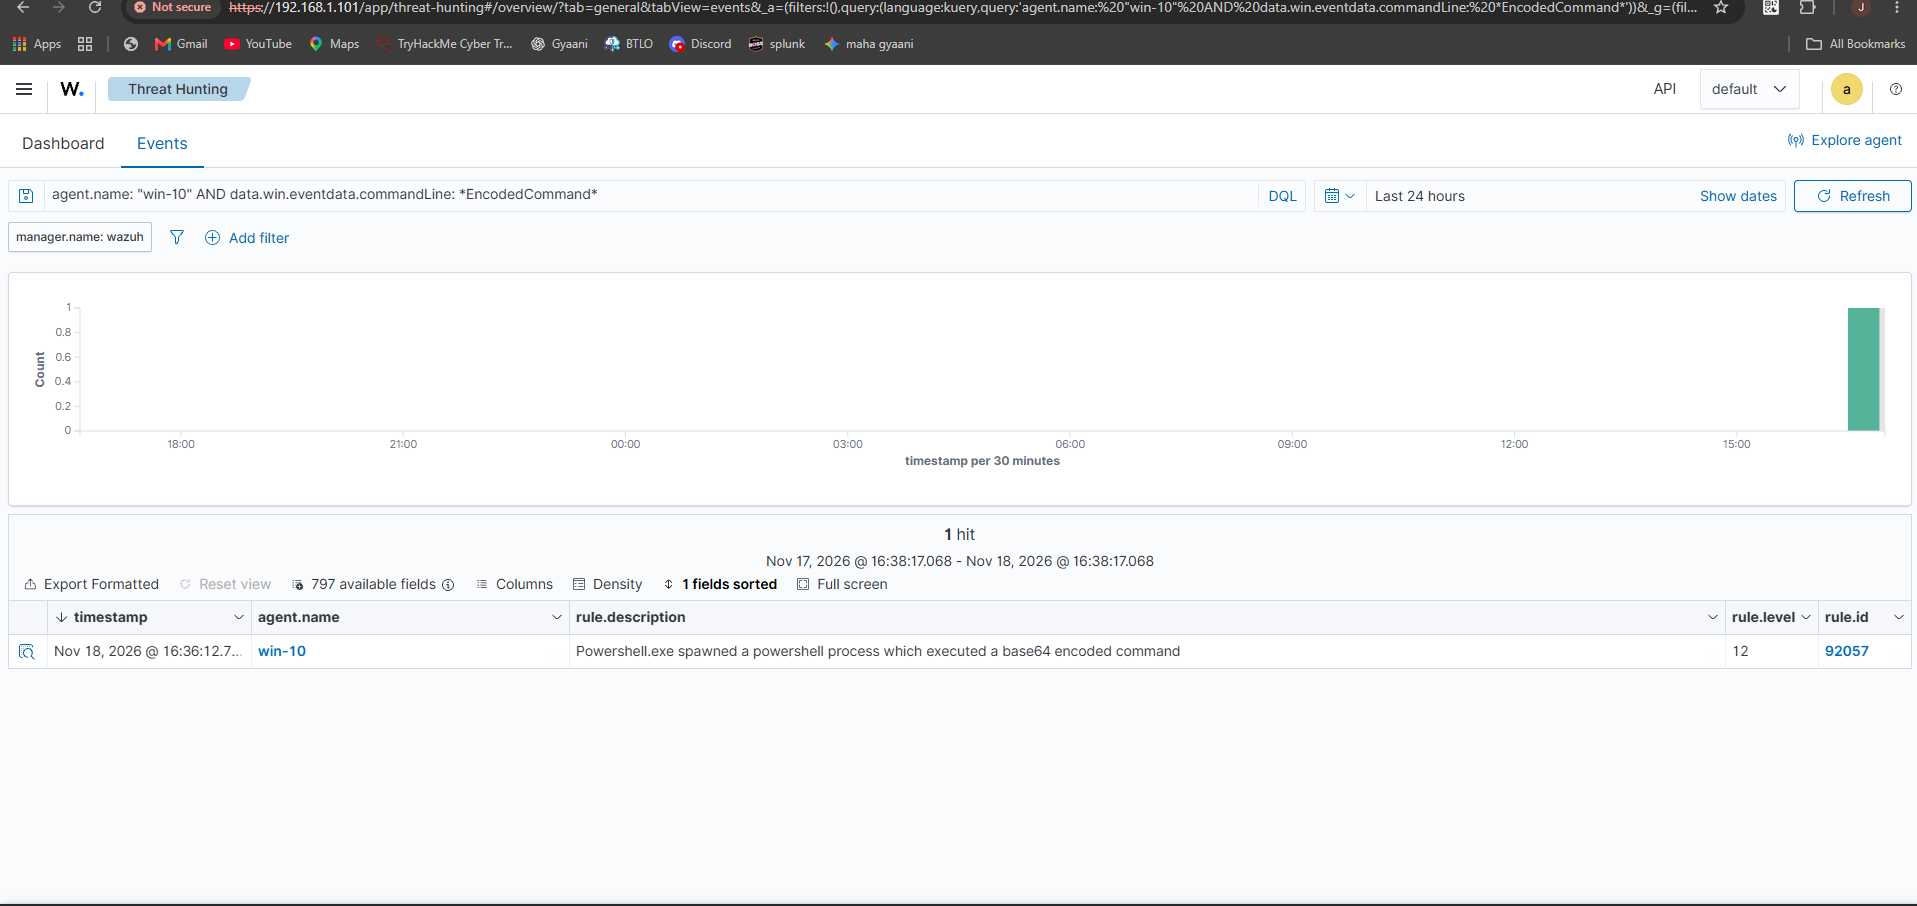 Not secure https://192.168.1.101/app/threat-hunting#/overview/?tab=general&tabView=events&_a=(filters:!(),query:(language:kuery,query:'agent.name:%20"win-10"%20AND%20data.win.eventdata.commandLine:%20*EncodedCommand*'))&_g=(fil... J
Apps Gmail YouTube Maps TryHackMe Cyber Tr... Gyaani BTLO Discord splunk maha gyaani All Bookmarks
W. Threat Hunting API default a
Dashboard Events Explore agent
agent.name: "win-10" AND data.win.eventdata.commandLine: *EncodedCommand* DQL Last 24 hours Show dates Refresh
manager.name: wazuh Add filter
1
0.8
0.6
0.4
0.2
0
Count
18:00 21:00 00:00 03:00 06:00 09:00 12:00 15:00
timestamp per 30 minutes
1 hit
Nov 17, 2026 @ 16:38:17.068 - Nov 18, 2026 @ 16:38:17.068
Export Formatted Reset view 797 available fields Columns Density 1 fields sorted Full screen
timestamp agent.name rule.description rule.level rule.id
Nov 18, 2026 @ 16:36:12.7... win-10 Powershell.exe spawned a powershell process which executed a base64 encoded command 12 92057